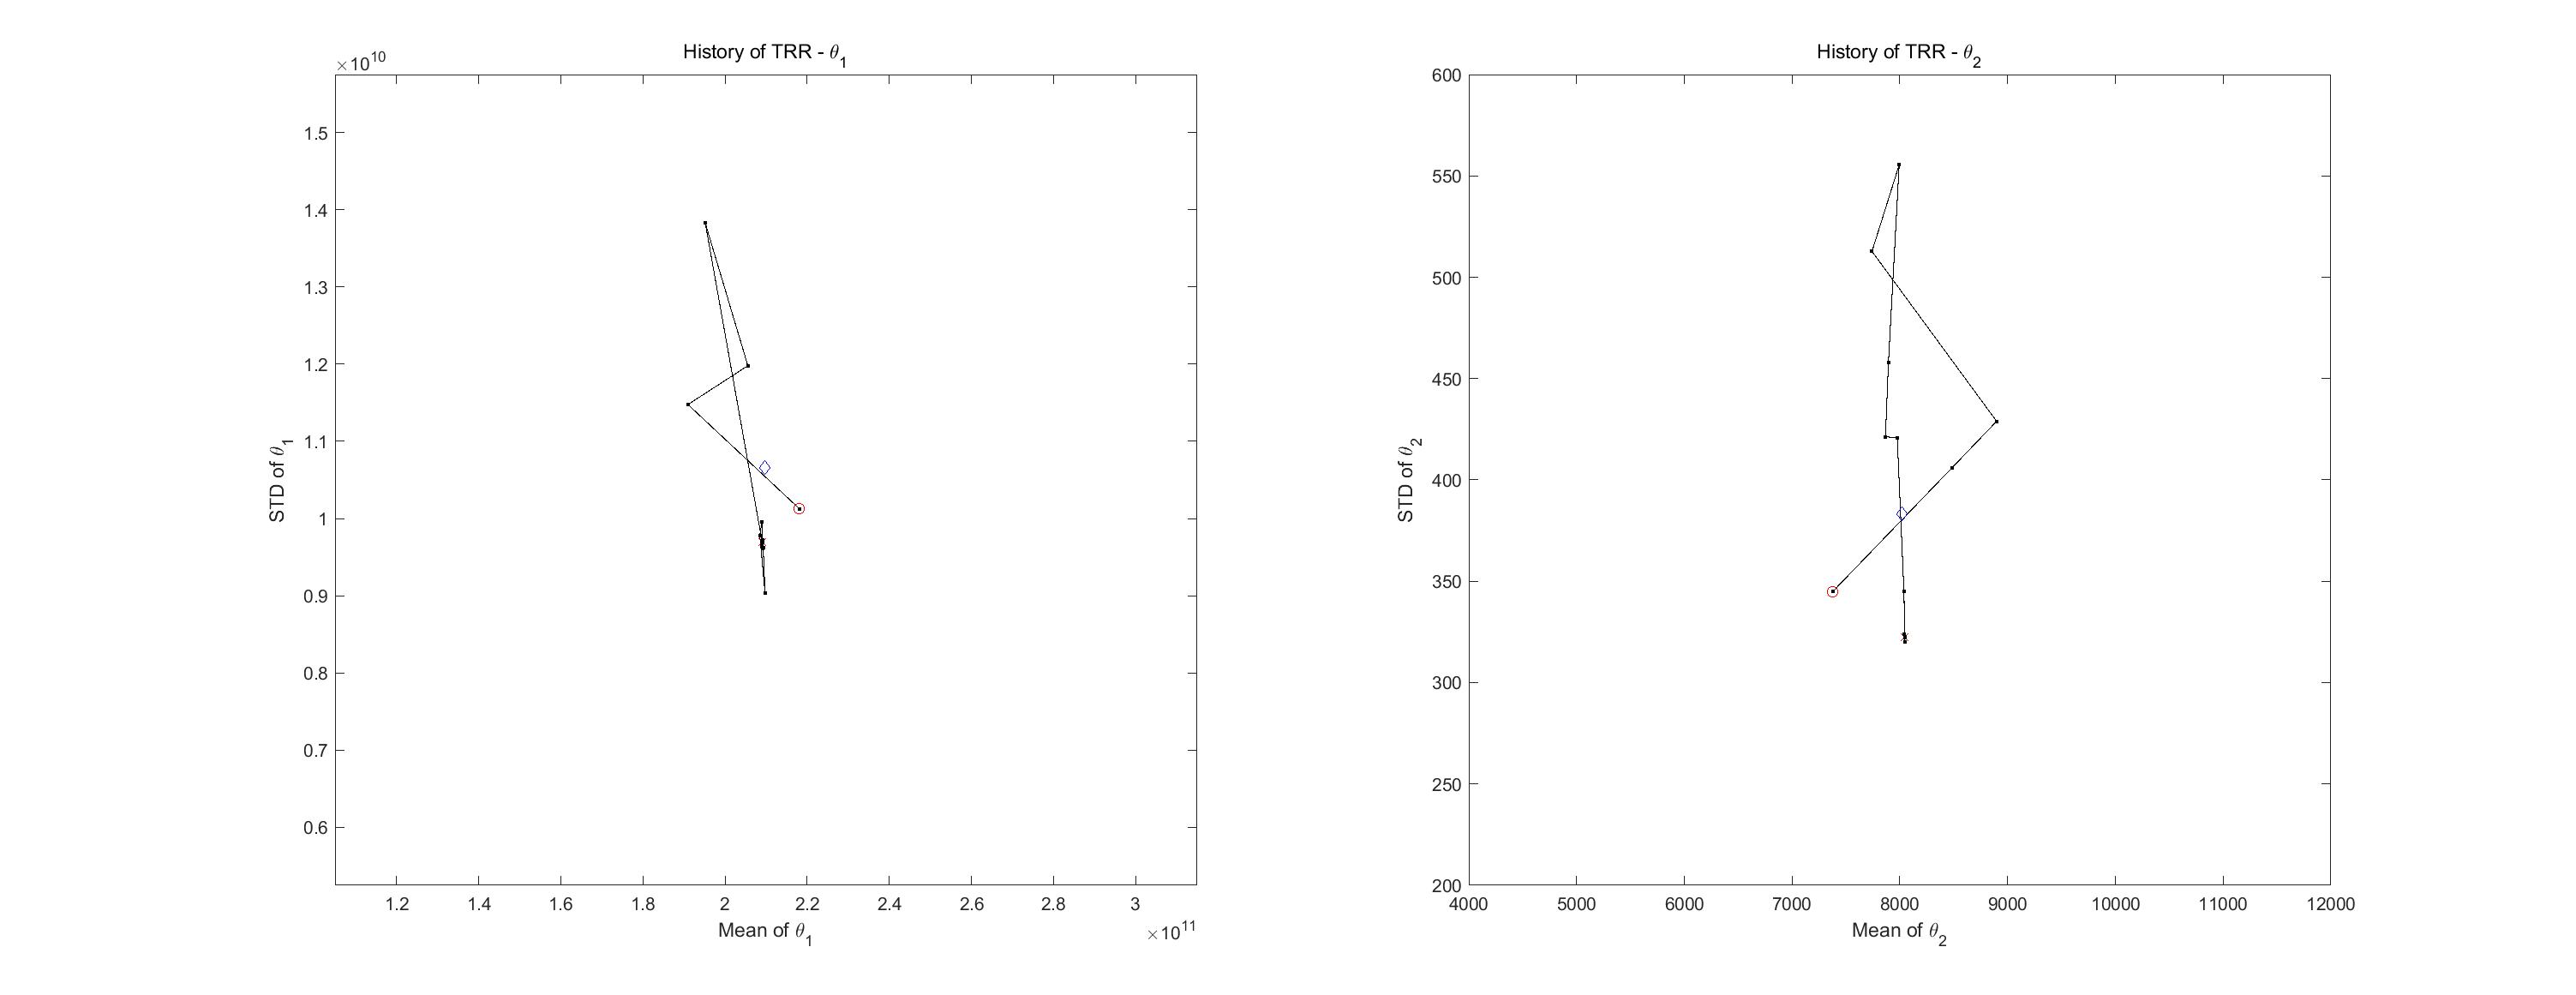 History of TRR - θ1
×10^10
1.5
1.4
1.3
1.2
1.1
1
0.9
0.8
0.7
0.6
STD of θ1
1.2 1.4 1.6 1.8 2 2.2 2.4 2.6 2.8 3
Mean of θ1
×10^11
History of TRR - θ2
600
550
500
450
400
350
300
250
200
STD of θ2
4000 5000 6000 7000 8000 9000 10000 11000 12000
Mean of θ2